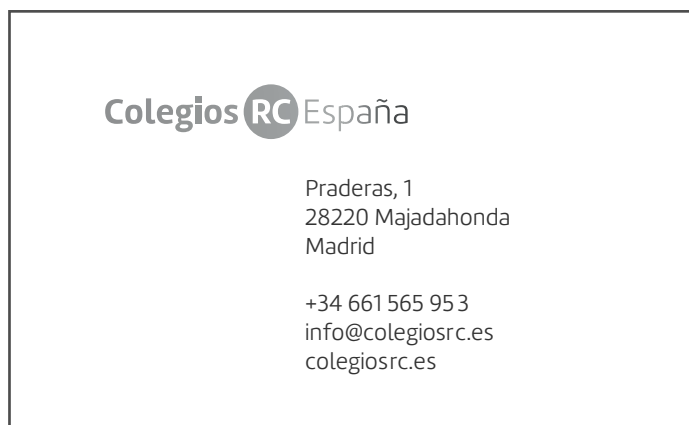 Colegios RC España
Praderas, 1
28220 Majadahonda
Madrid
+34 661 565 953
info@colegiosrc.es
colegiosrc.es